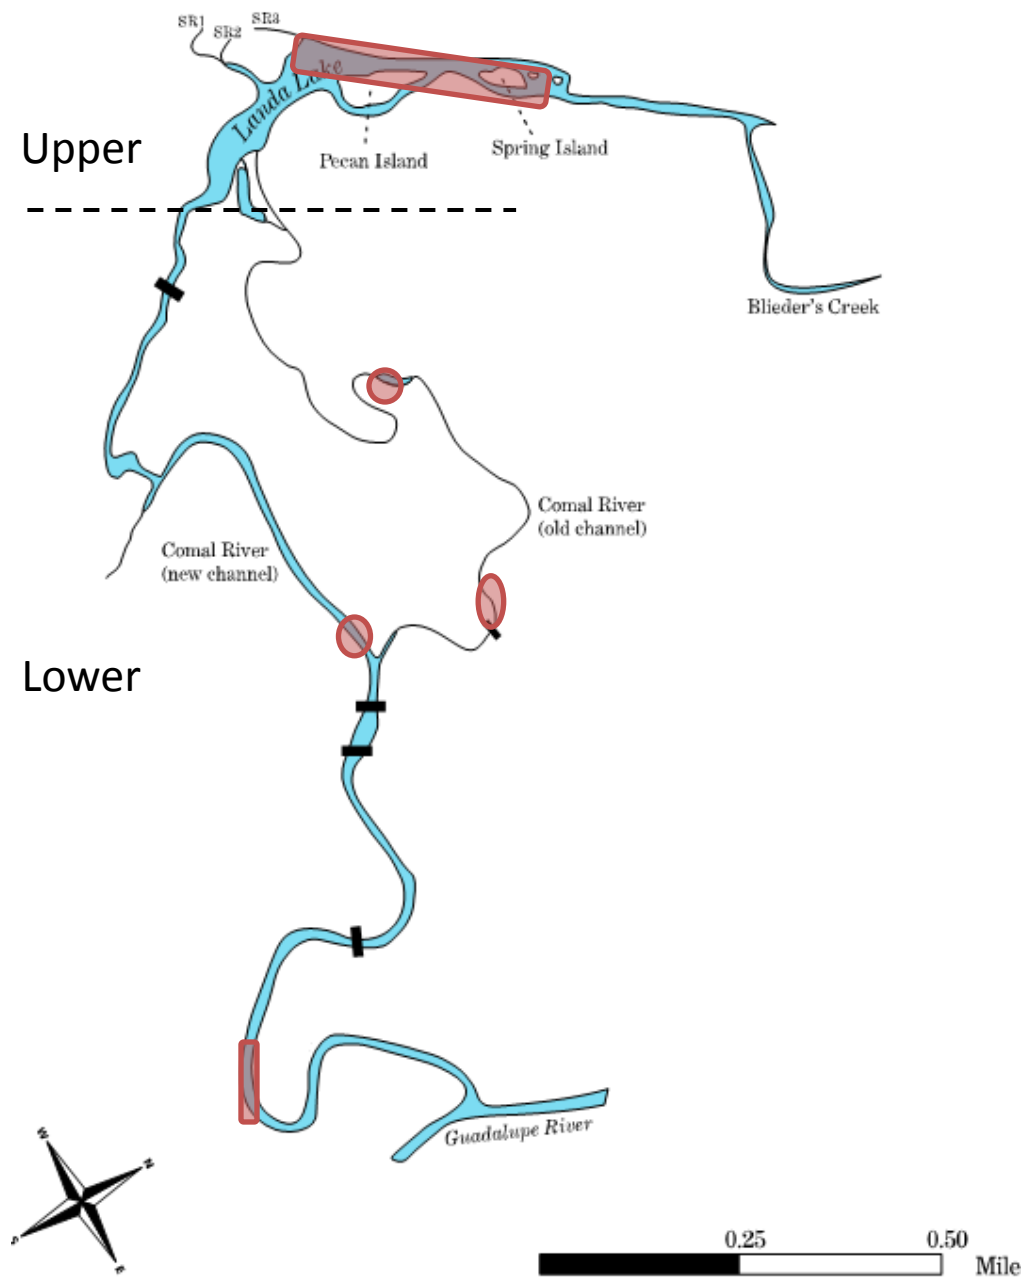 SR1
SR2
SR3
Landa Lake
Upper
Pecan Island
Spring Island
Blieder's Creek
Comal River
(old channel)
Comal River
(new channel)
Lower
Guadalupe River
W
N
S
E
0.25
0.50
Mile